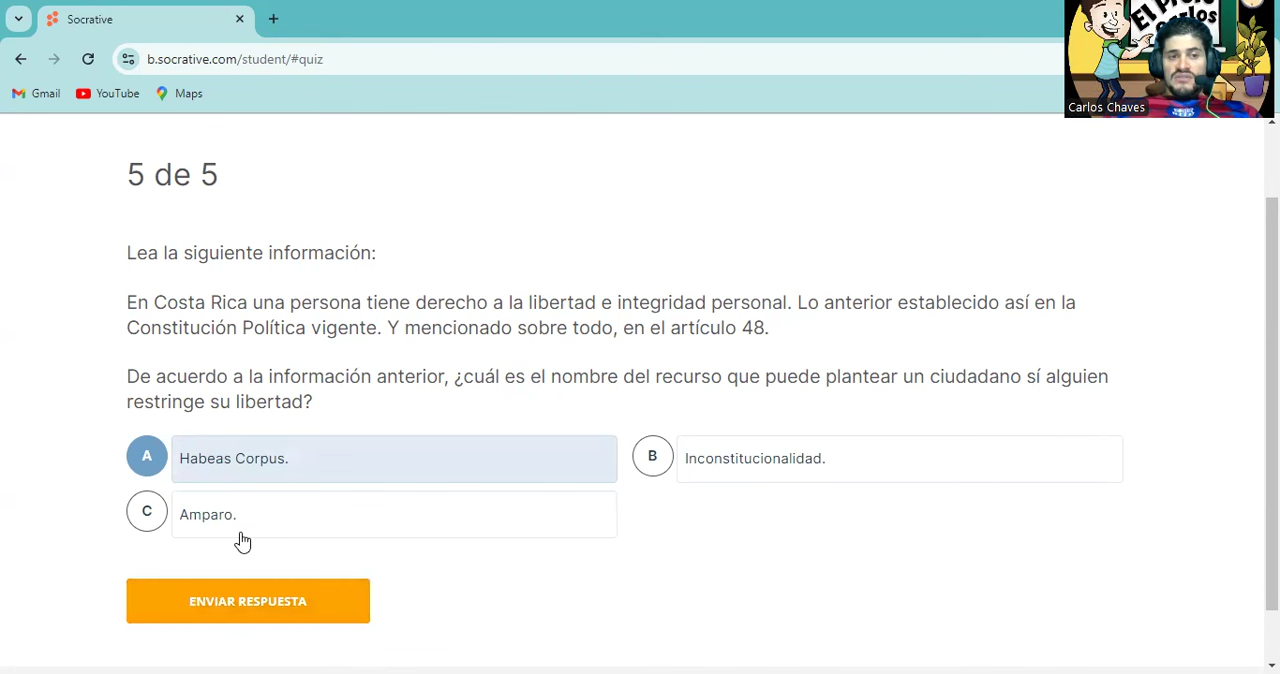 Socrative
b.socrative.com/student/#quiz
Gmail
YouTube
Maps
Carlos Chaves
5 de 5
Lea la siguiente información:
En Costa Rica una persona tiene derecho a la libertad e integridad personal. Lo anterior establecido así en la
Constitución Política vigente. Y mencionado sobre todo, en el artículo 48.
De acuerdo a la información anterior, ¿cuál es el nombre del recurso que puede plantear un ciudadano sí alguien
restringe su libertad?
A Habeas Corpus.
B Inconstitucionalidad.
C Amparo.
ENVIAR RESPUESTA